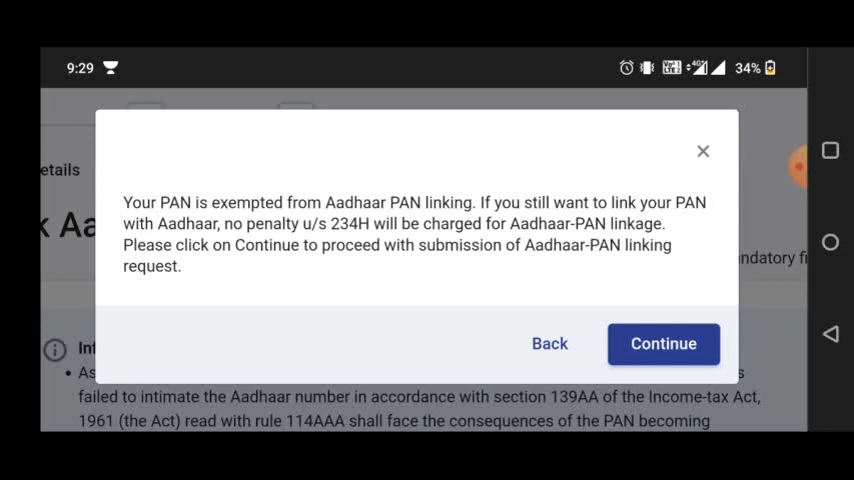 9:29
34%
etails
k Aa
Your PAN is exempted from Aadhaar PAN linking. If you still want to link your PAN
with Aadhaar, no penalty u/s 234H will be charged for Aadhaar-PAN linkage.
Please click on Continue to proceed with submission of Aadhaar-PAN linking
request.
ndatory fi
Back
Continue
Inf
• As
s
failed to intimate the Aadhaar number in accordance with section 139AA of the Income-tax Act,
1961 (the Act) read with rule 114AAA shall face the consequences of the PAN becoming